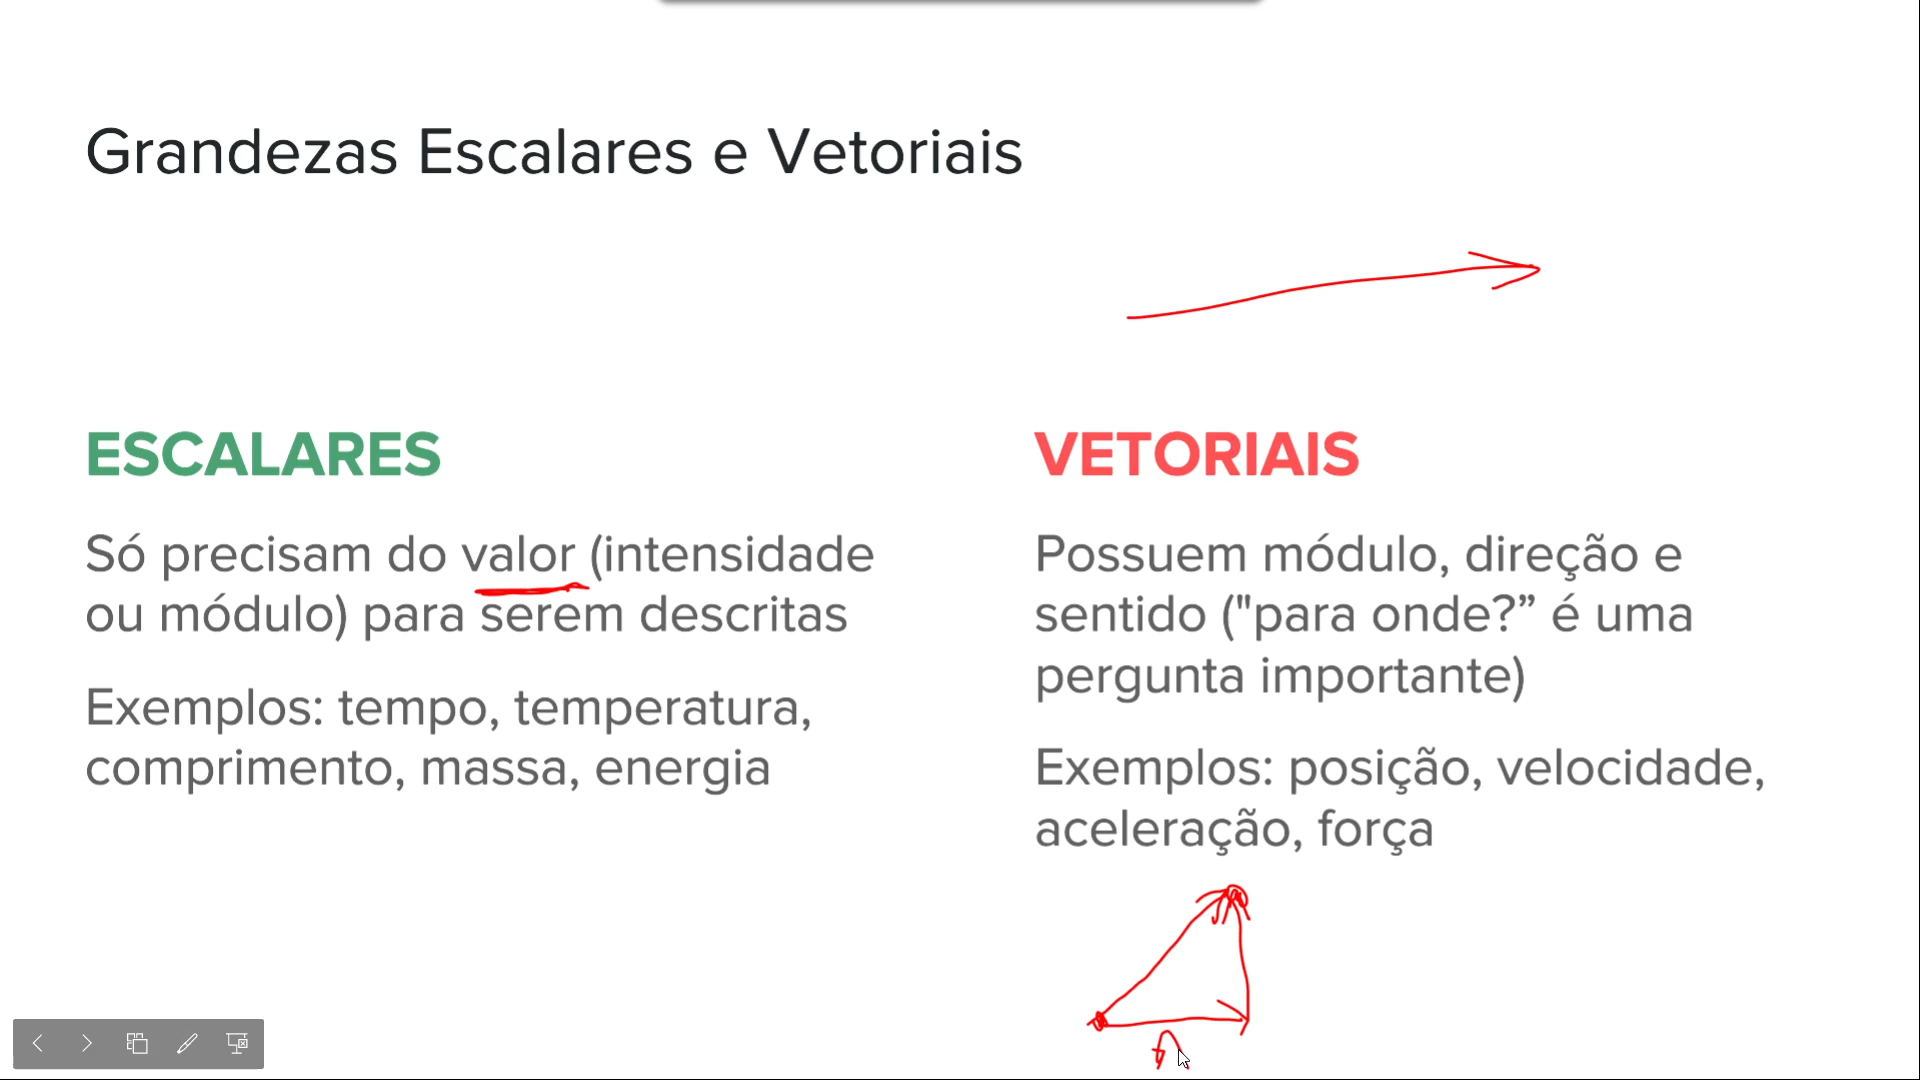 Grandezas Escalares e Vetoriais
ESCALARES
Só precisam do valor (intensidade
ou módulo) para serem descritas
Exemplos: tempo, temperatura,
comprimento, massa, energia
VETORIAIS
Possuem módulo, direção e
sentido ("para onde?” é uma
pergunta importante)
Exemplos: posição, velocidade,
aceleração, força